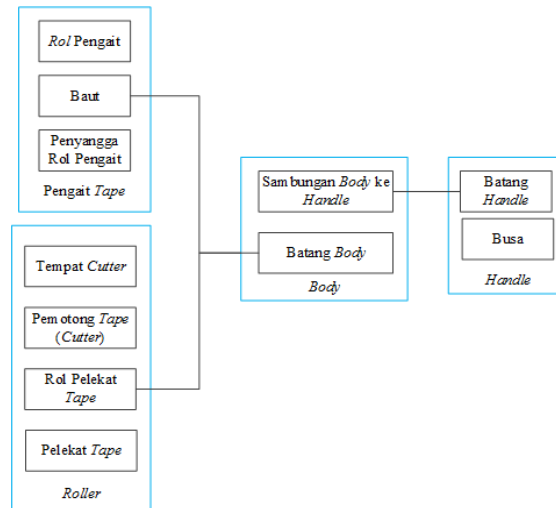 Rol Pengait
Baut
Penyangga
Rol Pengait
Pengait Tape
Tempat Cutter
Pemotong Tape
(Cutter)
Rol Pelekat
Tape
Pelekat Tape
Roller
Sambungan Body ke
Handle
Batang Body
Body
Batang
Handle
Busa
Handle